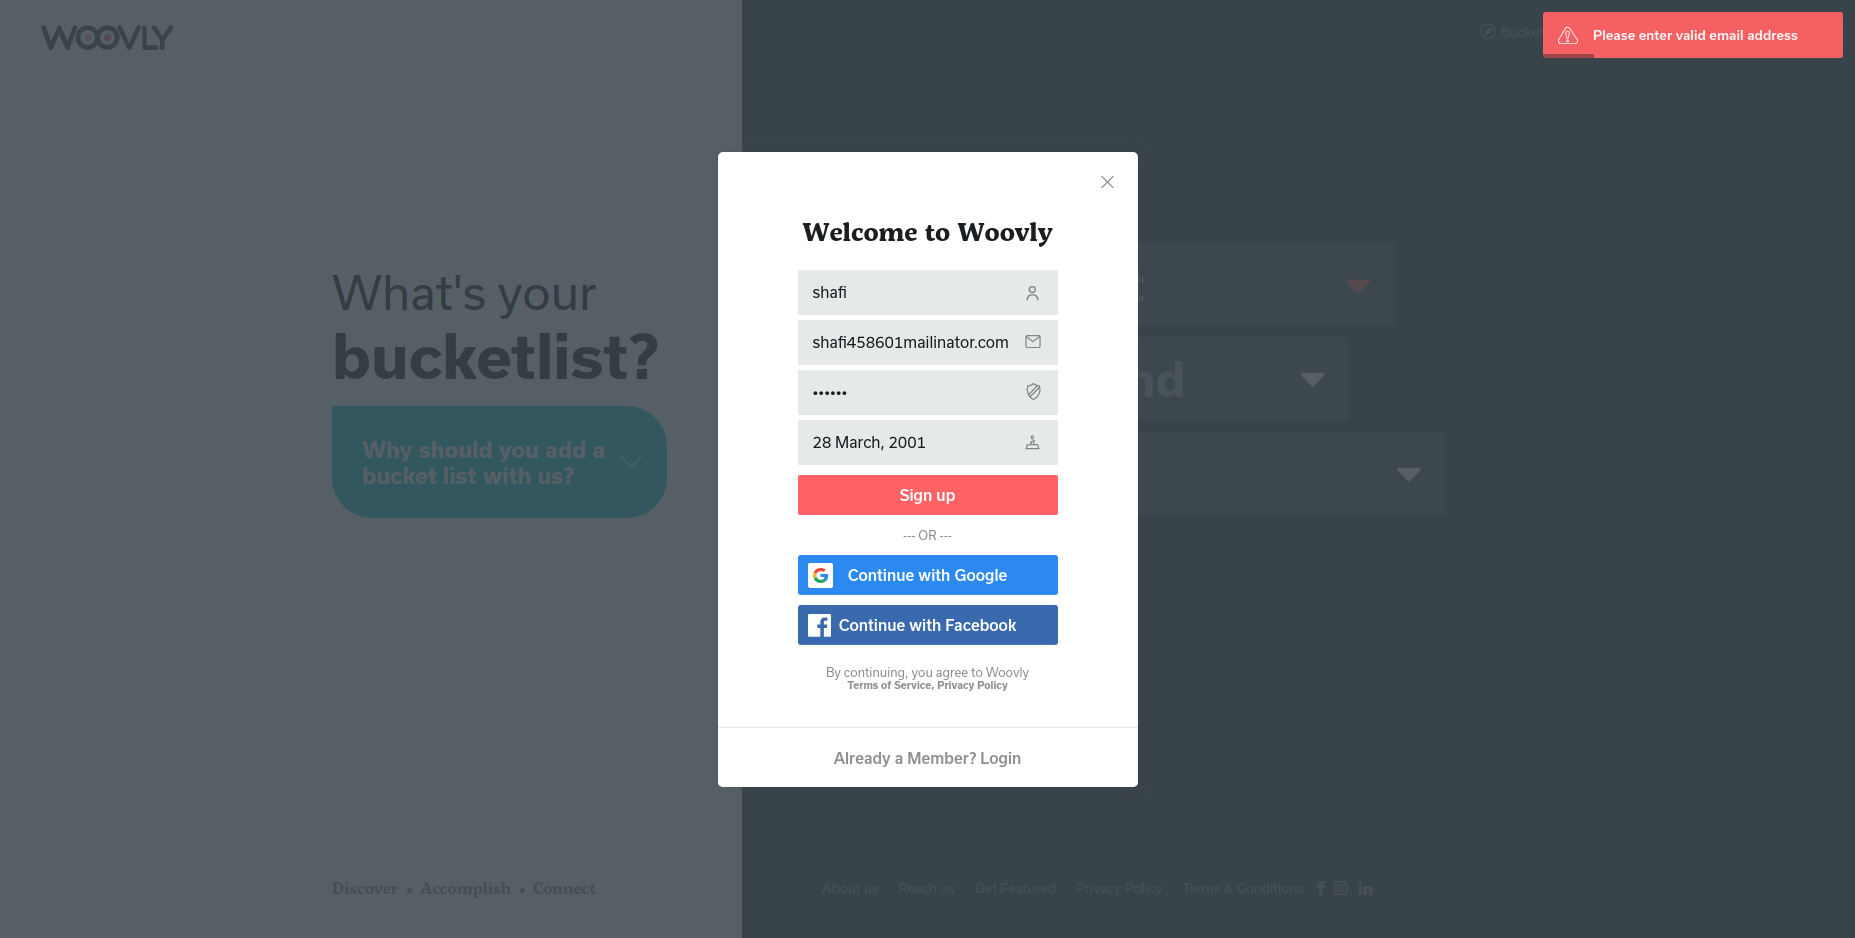 WOOVLY
Bucket
Please enter valid email address
What's your
bucketlist?
Why should you add a
bucket list with us?
Welcome to Woovly
shafi
shafi458601mailinator.com
••••••
28 March, 2001
Sign up
--- OR ---
Continue with Google
Continue with Facebook
By continuing, you agree to Woovly
Terms of Service, Privacy Policy
Already a Member? Login
Discover • Accomplish • Connect
About us Reach us Get Featured Privacy Policy Terms & Conditions